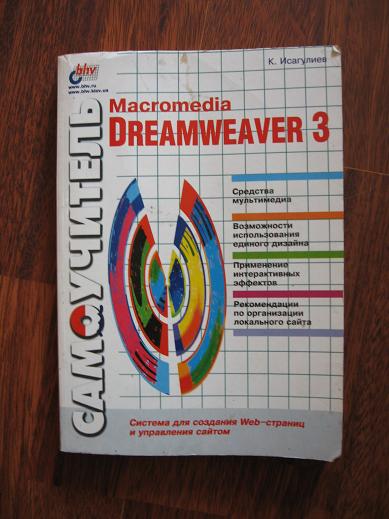 bhv
www.bhv.ru
www.bhv.kiev.ua
К. Исагулиев
Macromedia
DREAMWEAVER 3
САМОУЧИТЕЛЬ
Средства
мультимедиа
Возможности
использования
единого дизайна
Применение
интерактивных
эффектов
Рекомендации
по организации
локального сайта
Система для создания Web-страниц
и управления сайтом